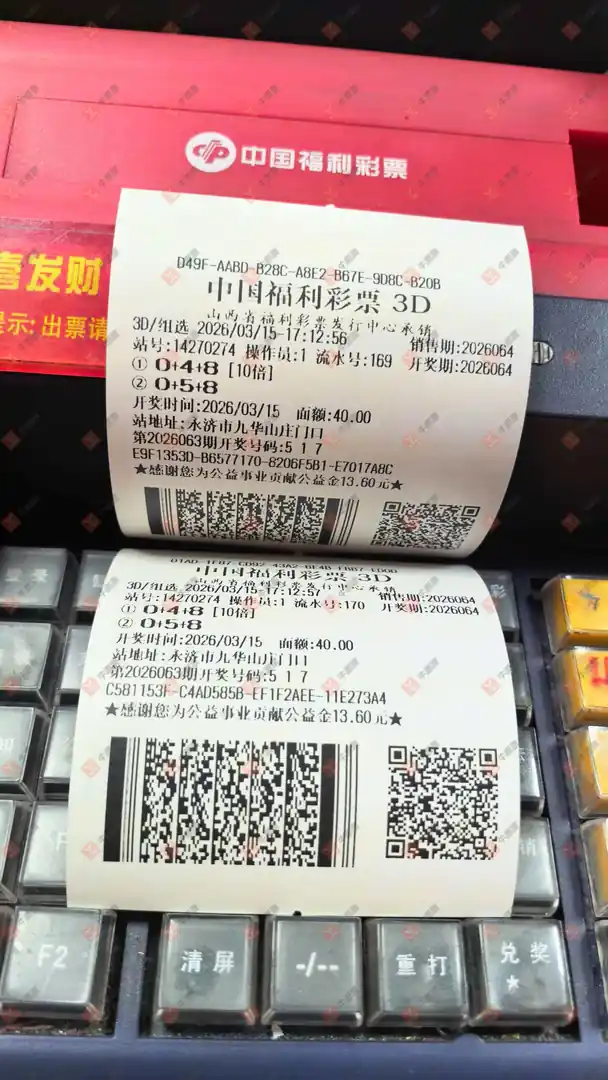 中国福利彩票
喜发财
提示: 出票请
D49F-AABD-B28C-A8E2-B67E-9D8C-B20B
中国福利彩票 3D
山西省福利彩票发行中心承销
3D/组选 2026/03/15-17:12:56 销售期:2026064
站号:14270274 操作员:1 流水号:169 开奖期:2026064
① 0+4+8 [10倍]
② 0+5+8
开奖时间:2026/03/15 面额:40.00
站地址:永济市九华山庄门口
第2026063期开奖号码:5 1 7
E9F1353D-B6577170-8206F5B1-E7017A8C
★感谢您为公益事业贡献公益金13.60元★
中国福利彩票 3D
山西省福利彩票发行中心承销
3D/组选 2026/03/15-17:12:57 销售期:2026064
站号:14270274 操作员:1 流水号:170 开奖期:2026064
① 0+4+8 [10倍]
② 0+5+8
开奖时间:2026/03/15 面额:40.00
站地址:永济市九华山庄门口
第2026063期开奖号码:5 1 7
C581153F-C4AD585B-EF1F2AEE-11E273A4
★感谢您为公益事业贡献公益金13.60元★
F2
清屏
-/--
重打
兑奖
★